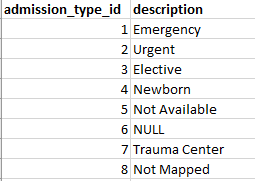 admission_type_id description
1 Emergency
2 Urgent
3 Elective
4 Newborn
5 Not Available
6 NULL
7 Trauma Center
8 Not Mapped